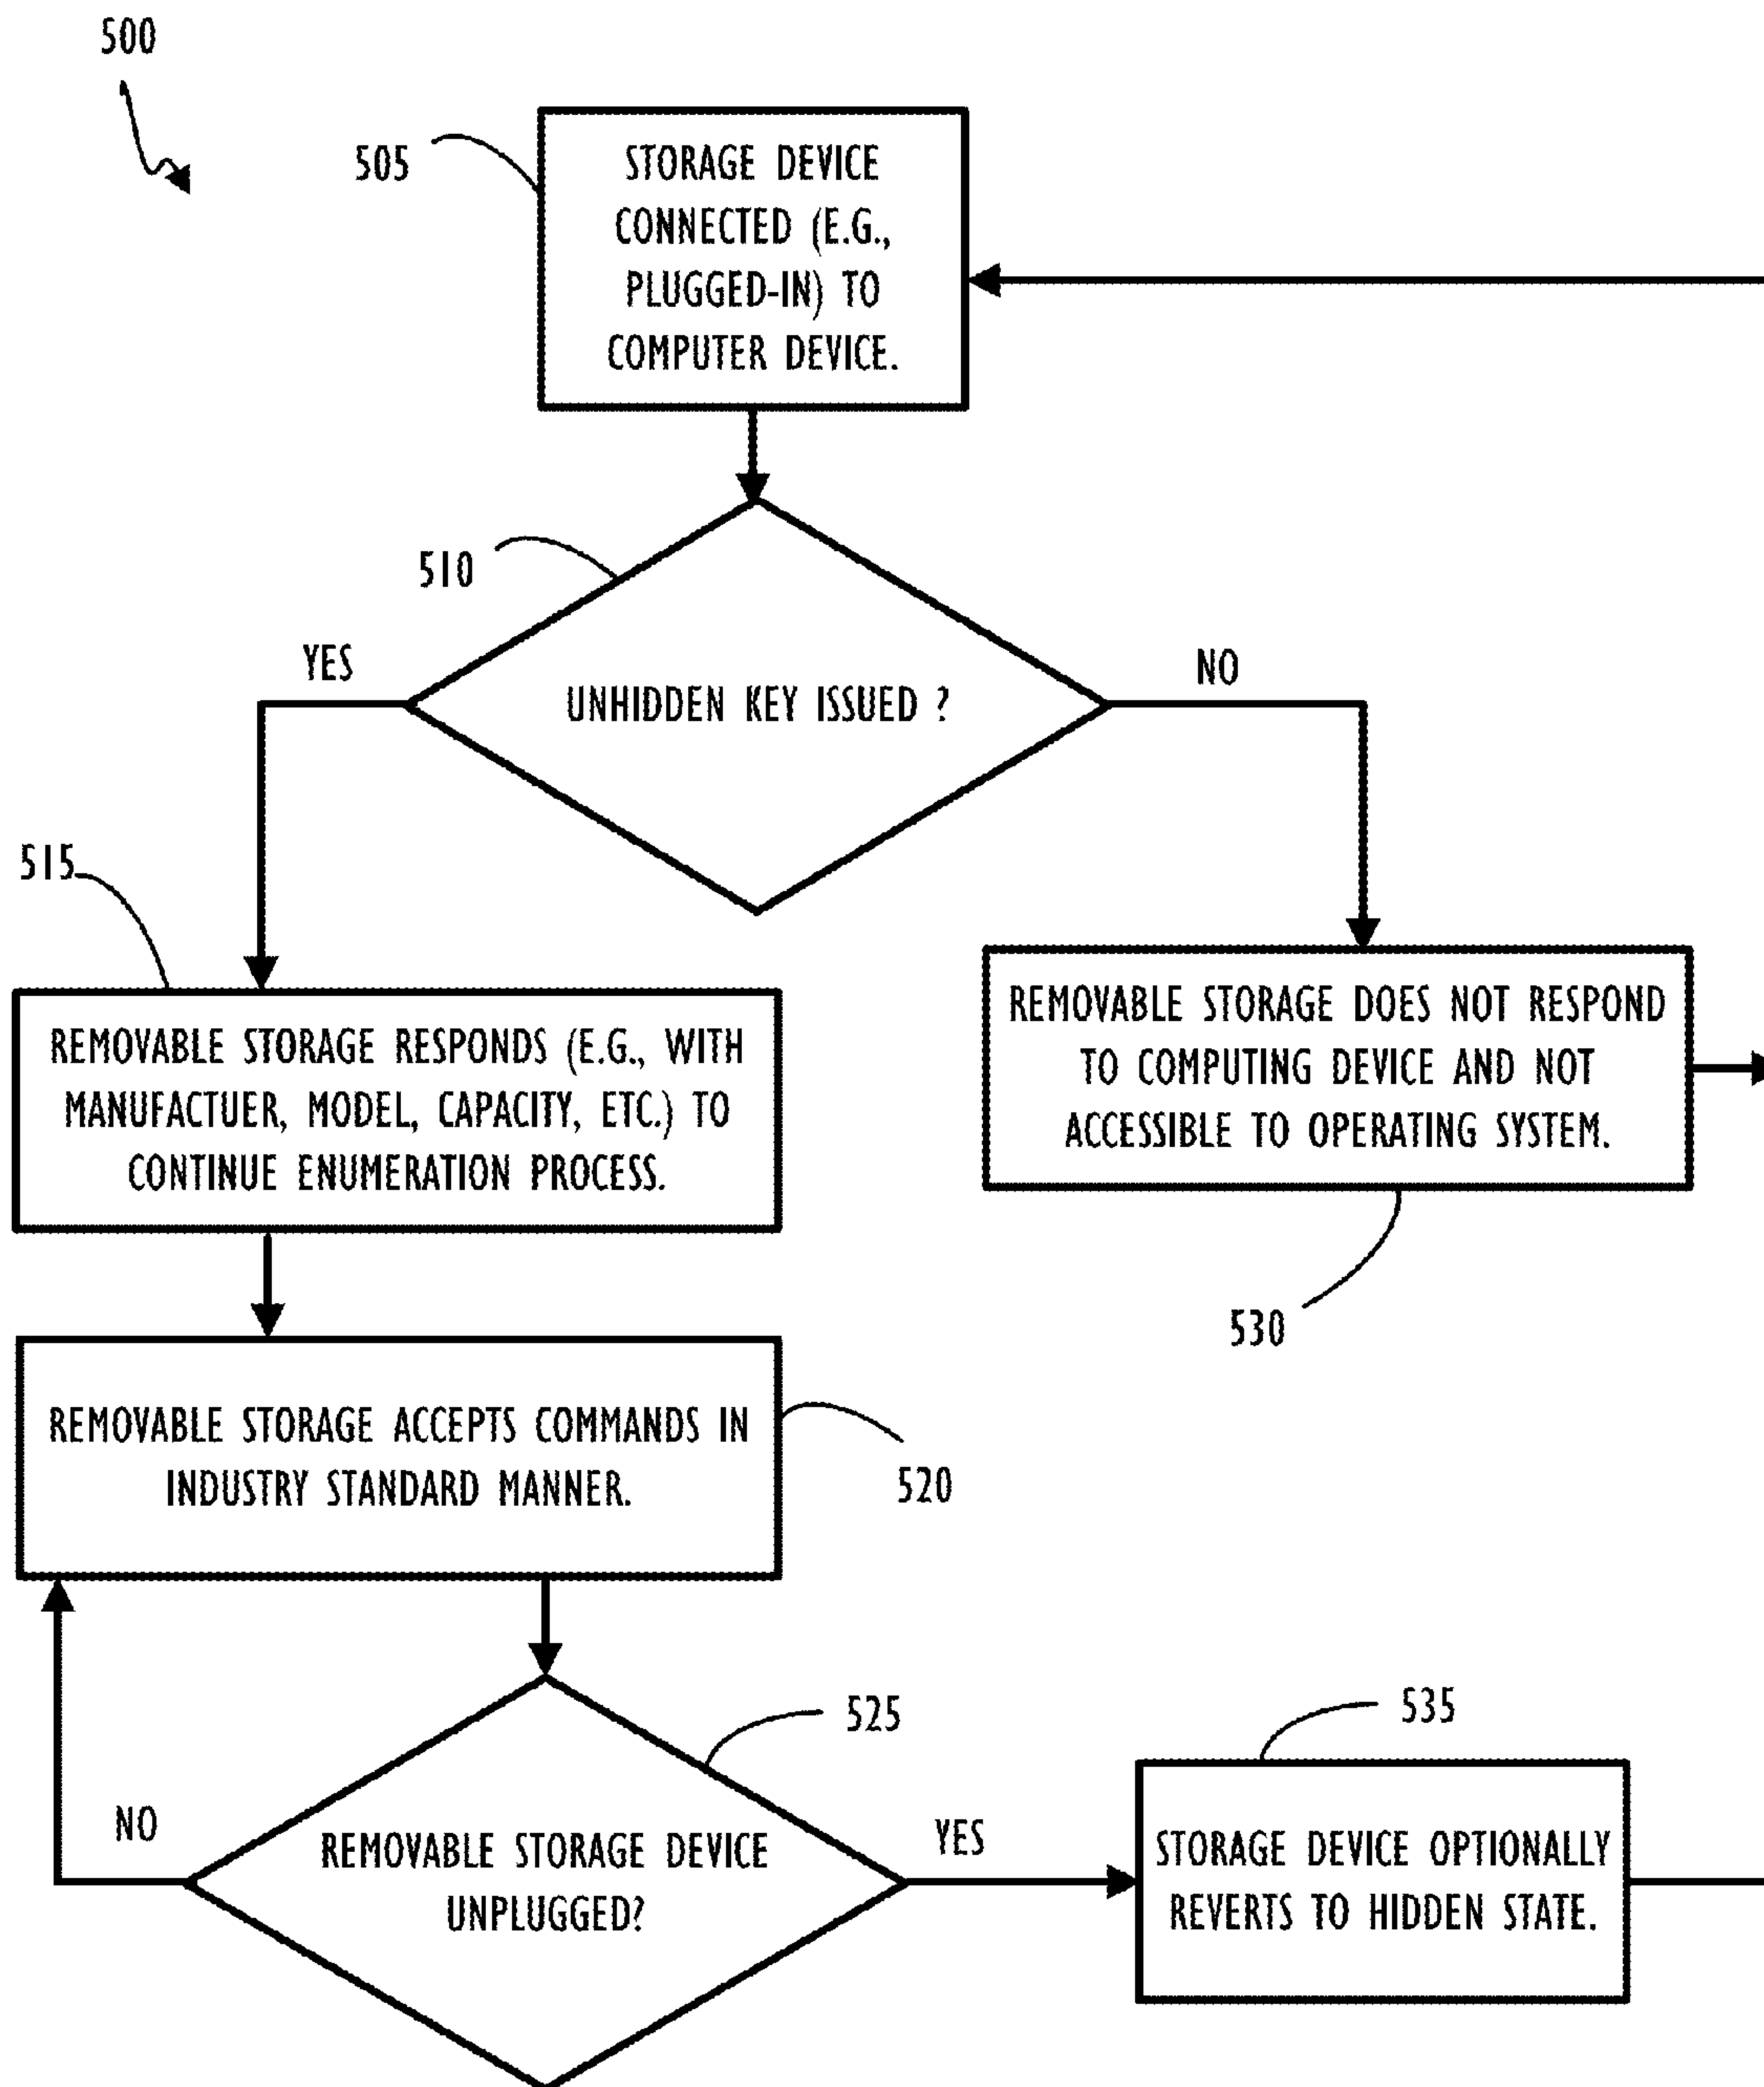 500
505
STORAGE DEVICE
CONNECTED (E.G.,
PLUGGED-IN) TO
COMPUTER DEVICE.
510
YES
UNHIDDEN KEY ISSUED ?
NO
515
REMOVABLE STORAGE RESPONDS (E.G., WITH
MANUFACTUER, MODEL, CAPACITY, ETC.) TO
CONTINUE ENUMERATION PROCESS.
REMOVABLE STORAGE DOES NOT RESPOND
TO COMPUTING DEVICE AND NOT
ACCESSIBLE TO OPERATING SYSTEM.
530
REMOVABLE STORAGE ACCEPTS COMMANDS IN
INDUSTRY STANDARD MANNER.
520
525
535
NO
REMOVABLE STORAGE DEVICE
UNPLUGGED?
YES
STORAGE DEVICE OPTIONALLY
REVERTS TO HIDDEN STATE.